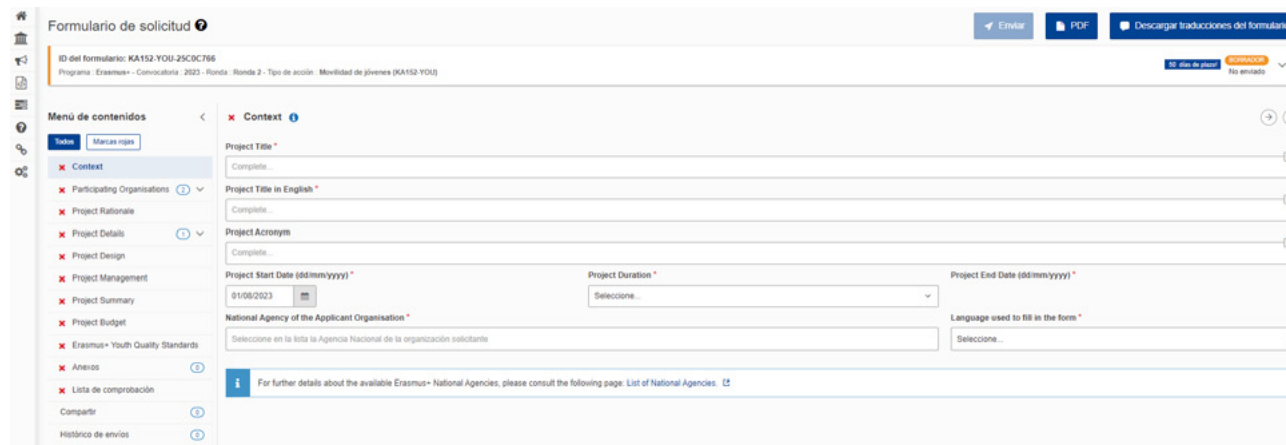 Formulario de solicitud
Enviar
PDF
Descargar traducciones del formulario
ID del formulario: KA152-YOU-25C0C766
Programa : Erasmus+ - Convocatoria : 2023 - Ronda : Ronda 2 - Tipo de acción : Movilidad de jóvenes (KA152-YOU)
50 días de plazo!
BORRADOR
No enviado
Menú de contenidos
Todos
Marcas rojas
Context
Participating Organisations 2
Project Rationale
Project Details 1
Project Design
Project Management
Project Summary
Project Budget
Erasmus+ Youth Quality Standards
Anexos 0
Lista de comprobación
Compartir 0
Histórico de envíos 0
Context
Project Title *
Complete...
Project Title in English *
Complete...
Project Acronym
Complete...
Project Start Date (dd/mm/yyyy) *
01/08/2023
Project Duration *
Seleccione...
Project End Date (dd/mm/yyyy) *
National Agency of the Applicant Organisation *
Seleccione en la lista la Agencia Nacional de la organización solicitante
Language used to fill in the form *
Seleccione...
For further details about the available Erasmus+ National Agencies, please consult the following page: List of National Agencies.